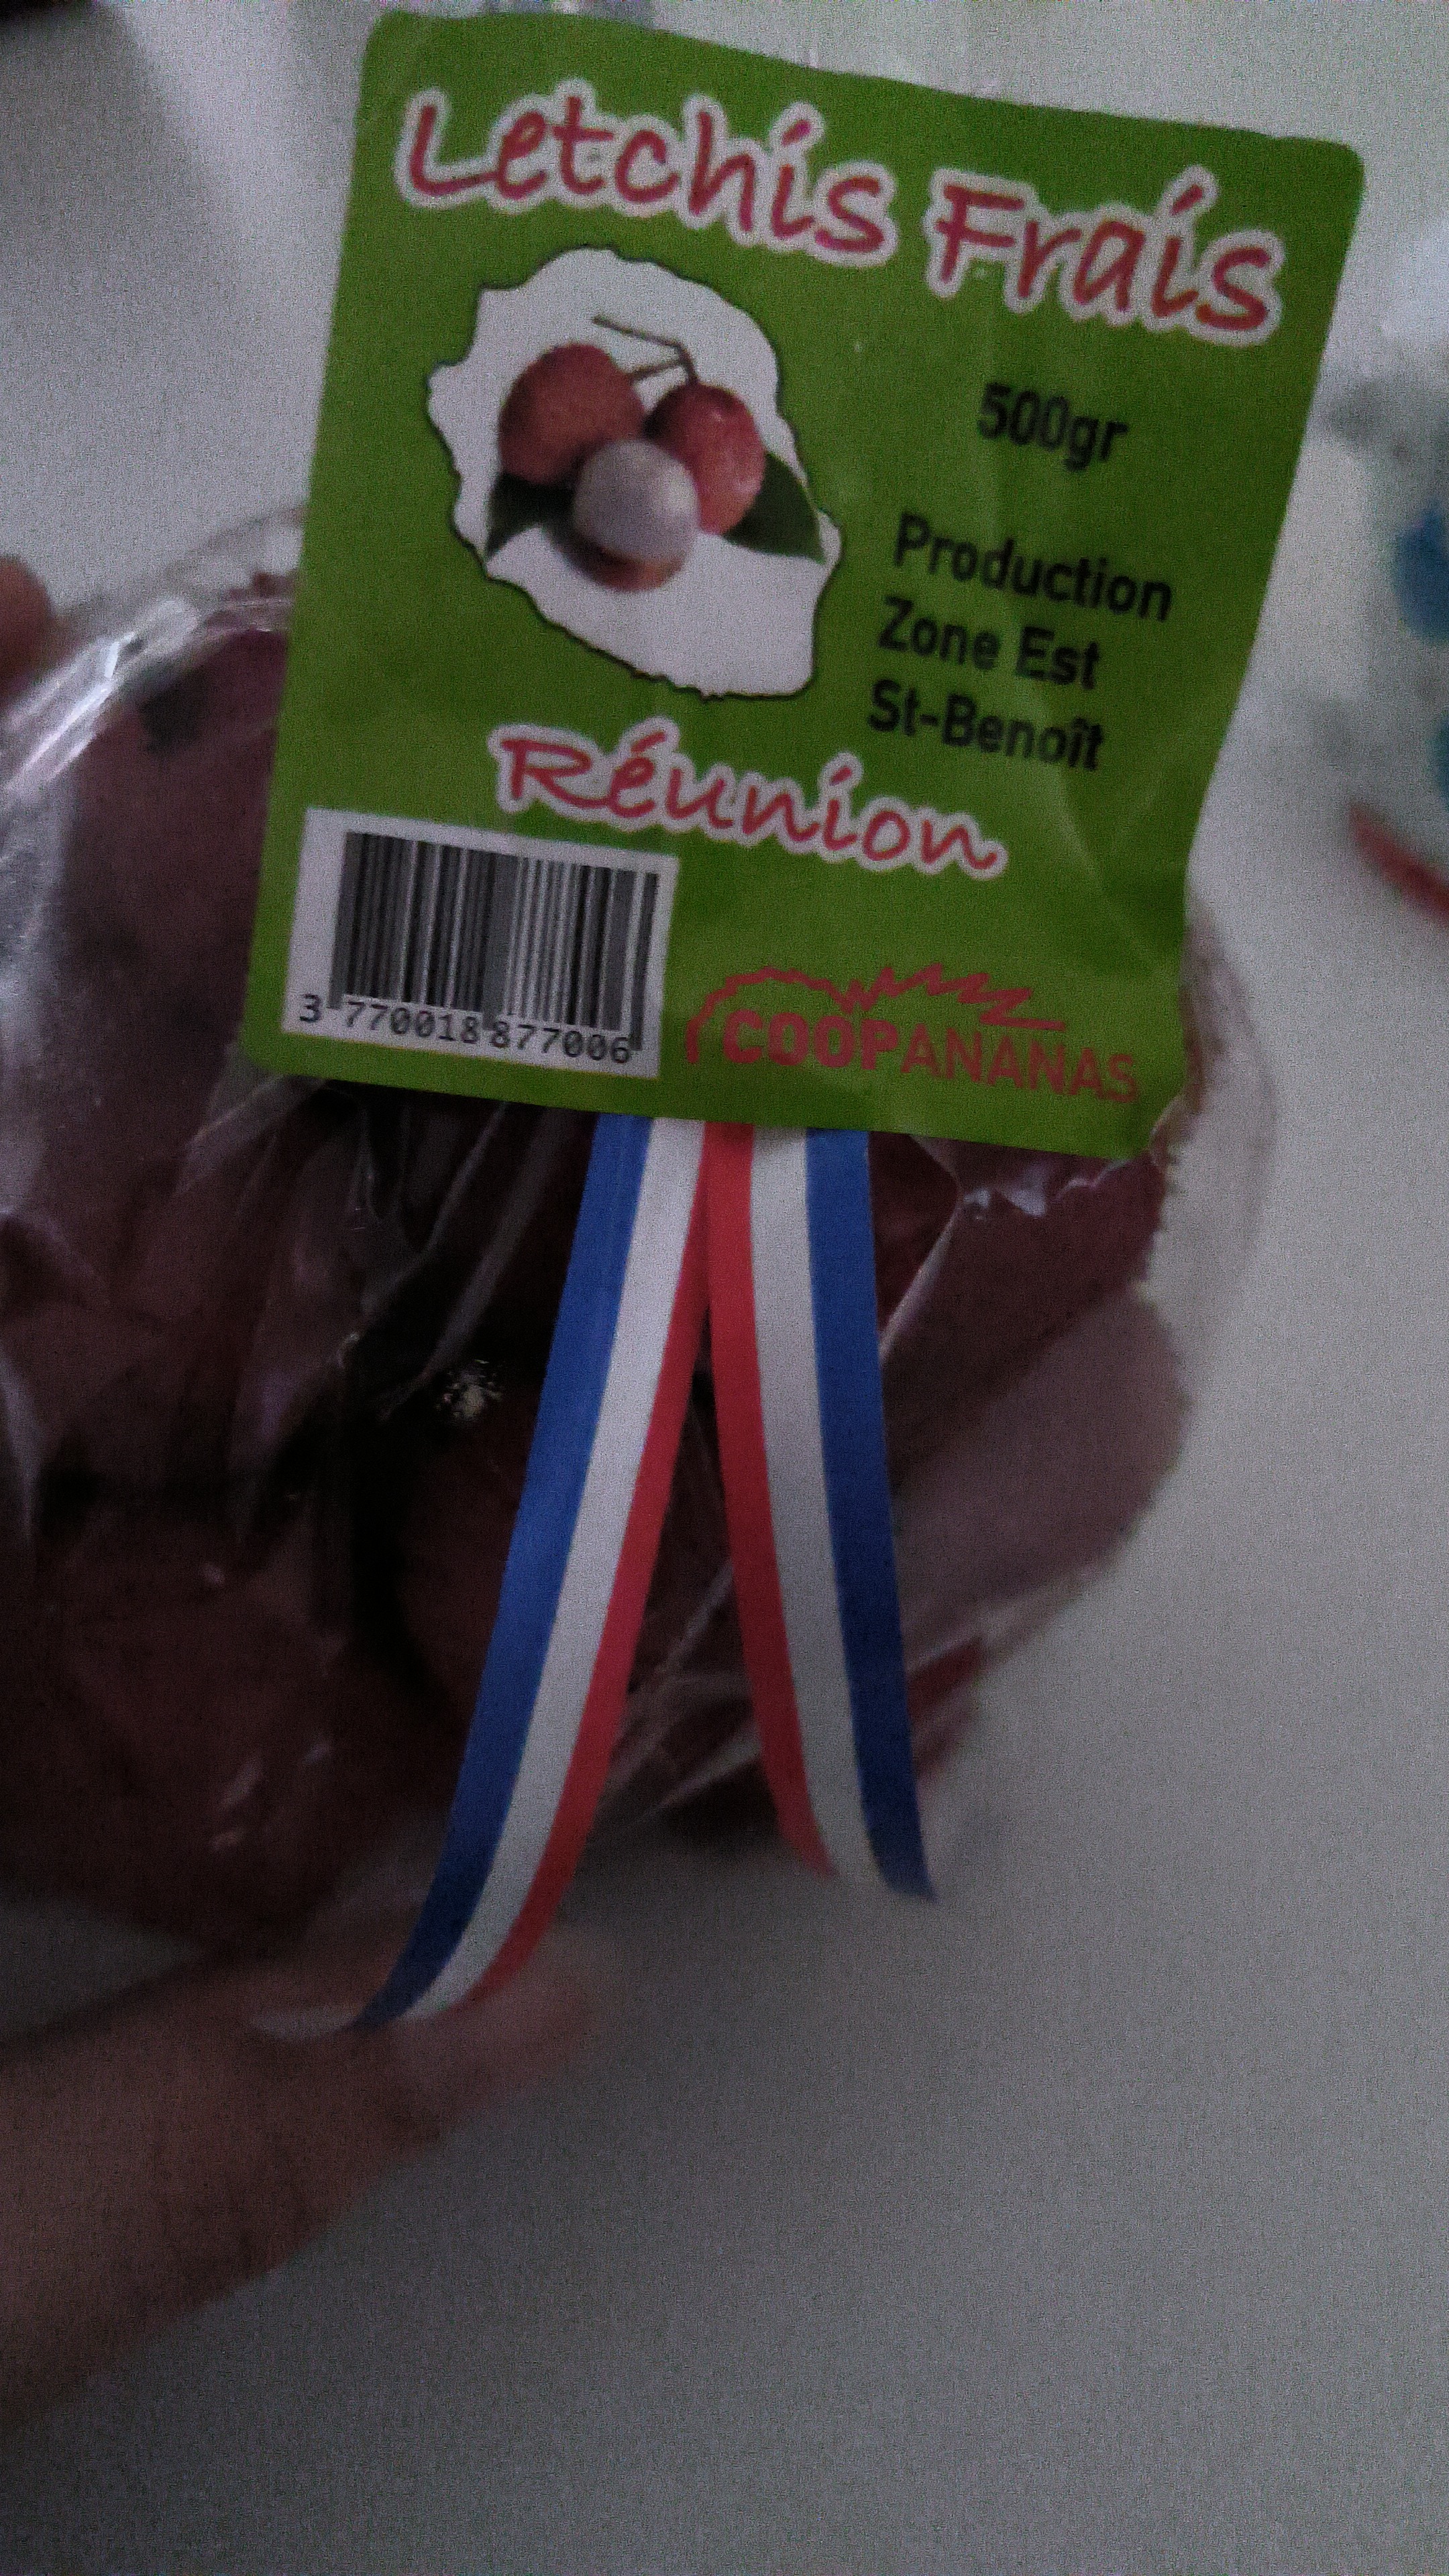 Letchis Frais
500gr
Production
Zone Est
St-Benoît
Réunion
3 770018 877006
COOPANANAS